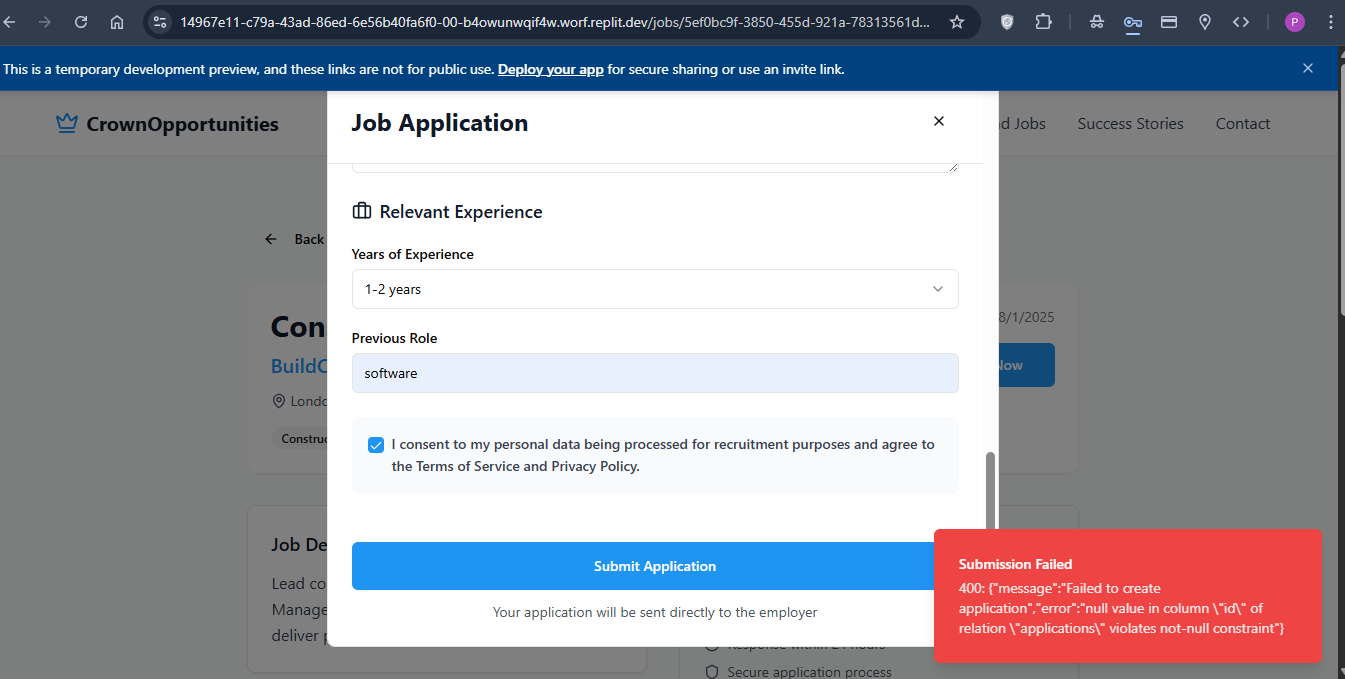 14967e11-c79a-43ad-86ed-6e56b40fa6f0-00-b4owunwqif4w.worf.replit.dev/jobs/5ef0bc9f-3850-455d-921a-78313561d...
P
This is a temporary development preview, and these links are not for public use. Deploy your app for secure sharing or use an invite link.
CrownOpportunities
Job Application
d Jobs
Success Stories
Contact
Relevant Experience
Back
Years of Experience
1-2 years
Con
8/1/2025
Previous Role
BuildC
Now
software
Londo
Construc
I consent to my personal data being processed for recruitment purposes and agree to
the Terms of Service and Privacy Policy.
Job De
Submit Application
Lead co
Manage
deliver p
Your application will be sent directly to the employer
Submission Failed
400: {"message":"Failed to create
application","error":"null value in column \"id\" of
relation \"applications\" violates not-null constraint"}
Response within 24 hours
Secure application process